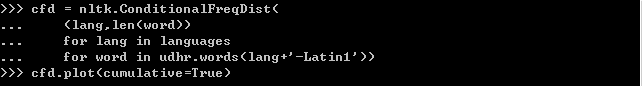 >>> cfd = nltk.ConditionalFreqDist(
...     (lang,len(word))
...     for lang in languages
...     for word in udhr.words(lang+'-Latin1'))
>>> cfd.plot(cumulative=True)